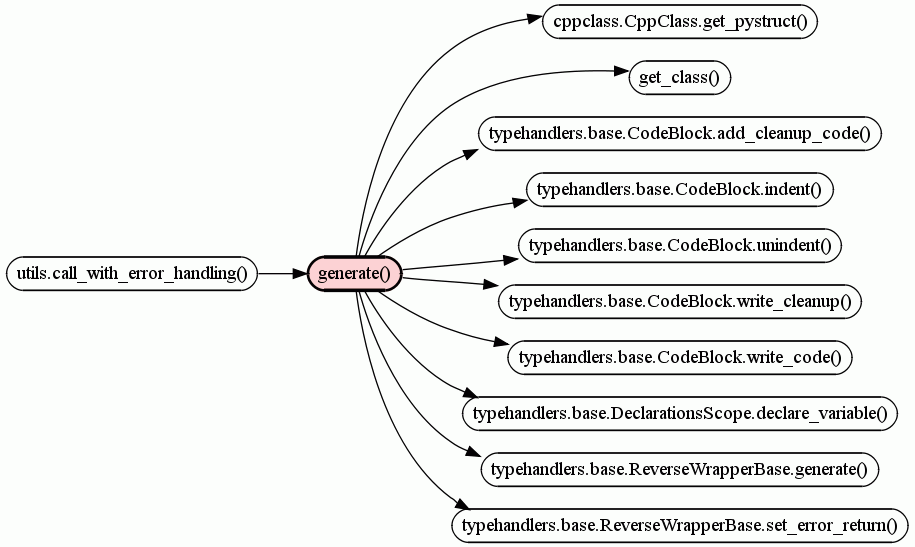 cppclass.CppClass.get_pystruct()
get_class()
typehandlers.base.CodeBlock.add_cleanup_code()
typehandlers.base.CodeBlock.indent()
typehandlers.base.CodeBlock.unindent()
utils.call_with_error_handling()
generate()
typehandlers.base.CodeBlock.write_cleanup()
typehandlers.base.CodeBlock.write_code()
typehandlers.base.DeclarationsScope.declare_variable()
typehandlers.base.ReverseWrapperBase.generate()
typehandlers.base.ReverseWrapperBase.set_error_return()